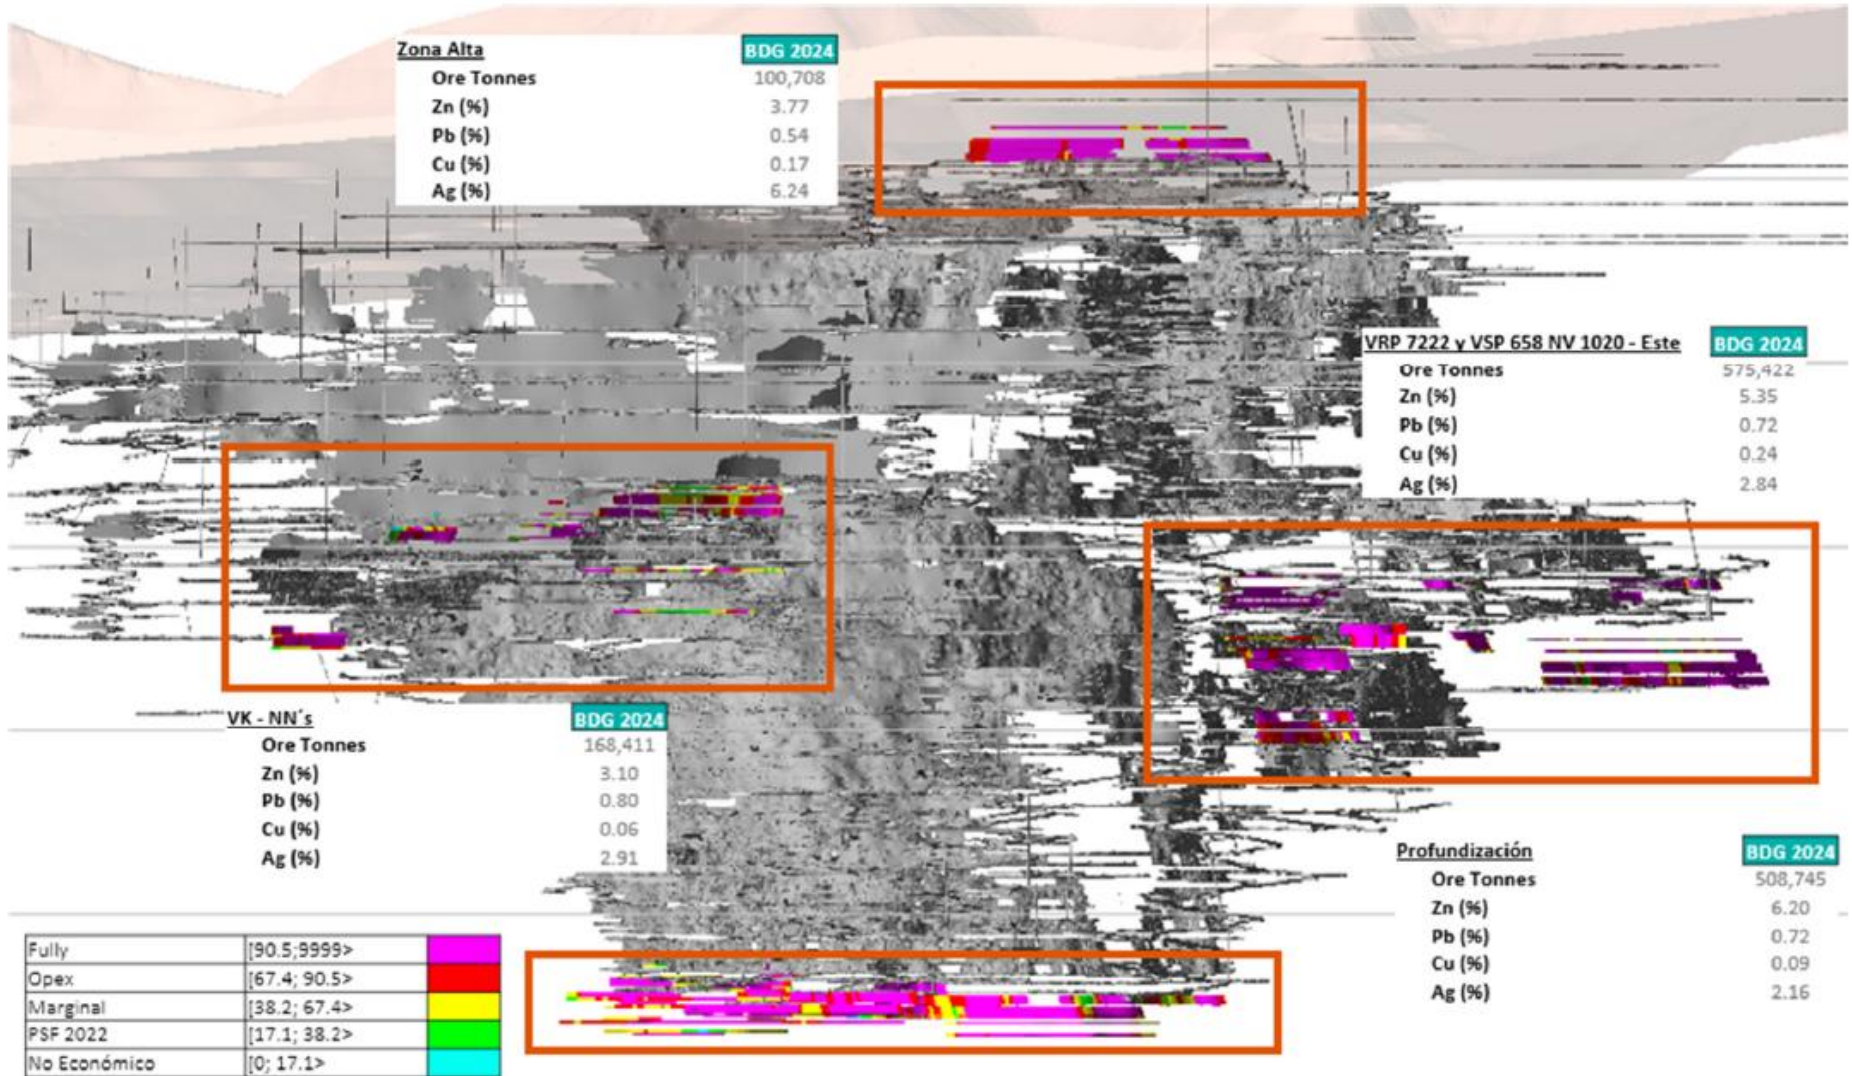 Zona Alta BDG 2024
Ore Tonnes 100,708
Zn (%) 3.77
Pb (%) 0.54
Cu (%) 0.17
Ag (%) 6.24
VRP 7222 y VSP 658 NV 1020 - Este BDG 2024
Ore Tonnes 575,422
Zn (%) 5.35
Pb (%) 0.72
Cu (%) 0.24
Ag (%) 2.84
VK - NN´s BDG 2024
Ore Tonnes 168,411
Zn (%) 3.10
Pb (%) 0.80
Cu (%) 0.06
Ag (%) 2.91
Profundización BDG 2024
Ore Tonnes 508,745
Zn (%) 6.20
Pb (%) 0.72
Cu (%) 0.09
Ag (%) 2.16
Fully [90.5;9999>
Opex [67.4; 90.5>
Marginal [38.2; 67.4>
PSF 2022 [17.1; 38.2>
No Económico [0; 17.1>